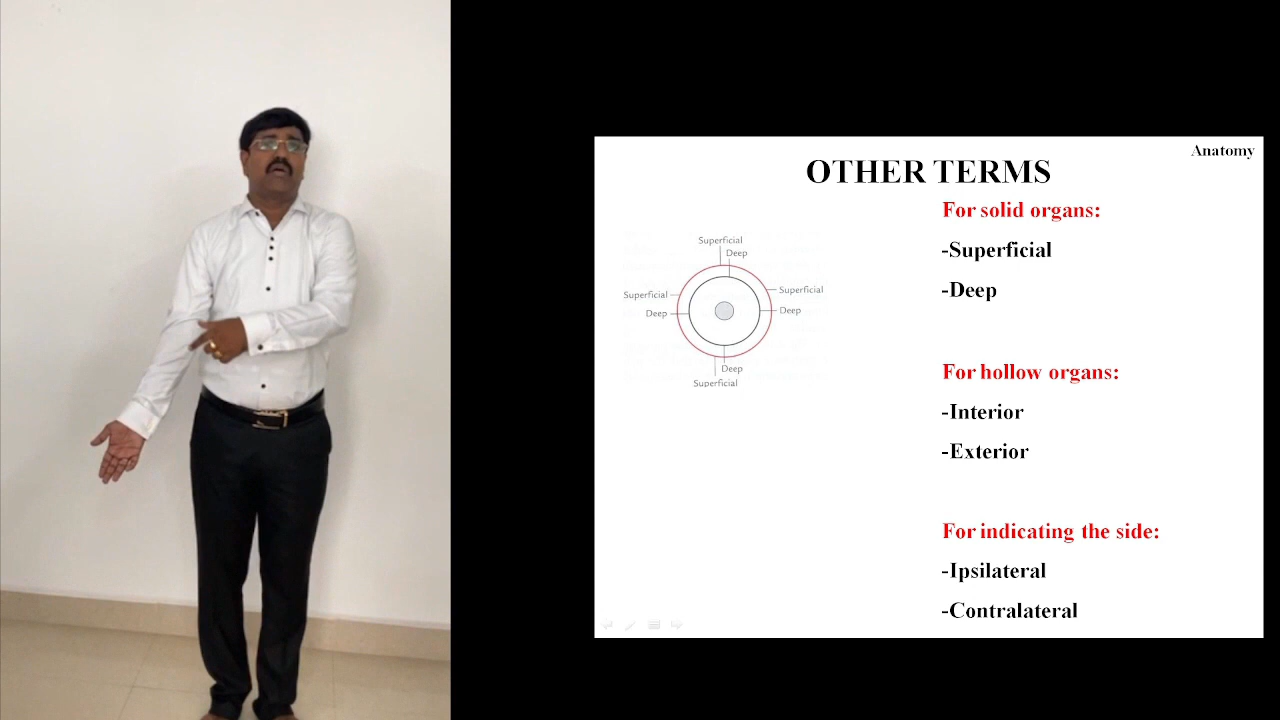 Anatomy
OTHER TERMS
For solid organs:
-Superficial
-Deep
For hollow organs:
-Interior
-Exterior
For indicating the side:
-Ipsilateral
-Contralateral
Superficial
Deep
Superficial
Superficial
Deep
Deep
Deep
Superficial